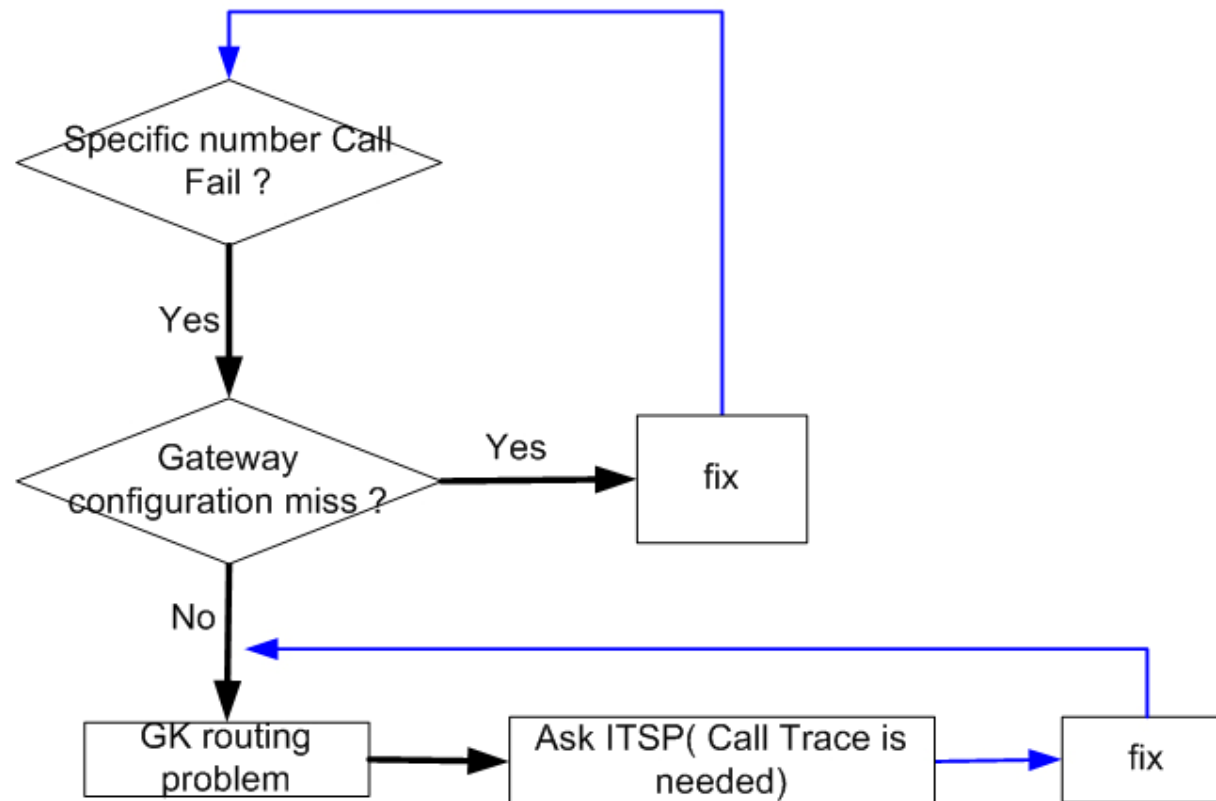 Specific number Call
Fail ?
Yes
Gateway
configuration miss ?
Yes
fix
No
GK routing
problem
Ask ITSP( Call Trace is
needed)
fix